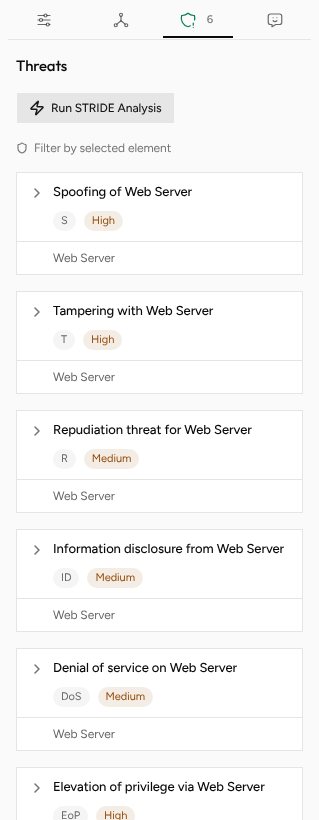 6
Threats
Run STRIDE Analysis
Filter by selected element
Spoofing of Web Server
S High
Web Server
Tampering with Web Server
T High
Web Server
Repudiation threat for Web Server
R Medium
Web Server
Information disclosure from Web Server
ID Medium
Web Server
Denial of service on Web Server
DoS Medium
Web Server
Elevation of privilege via Web Server
EoP High